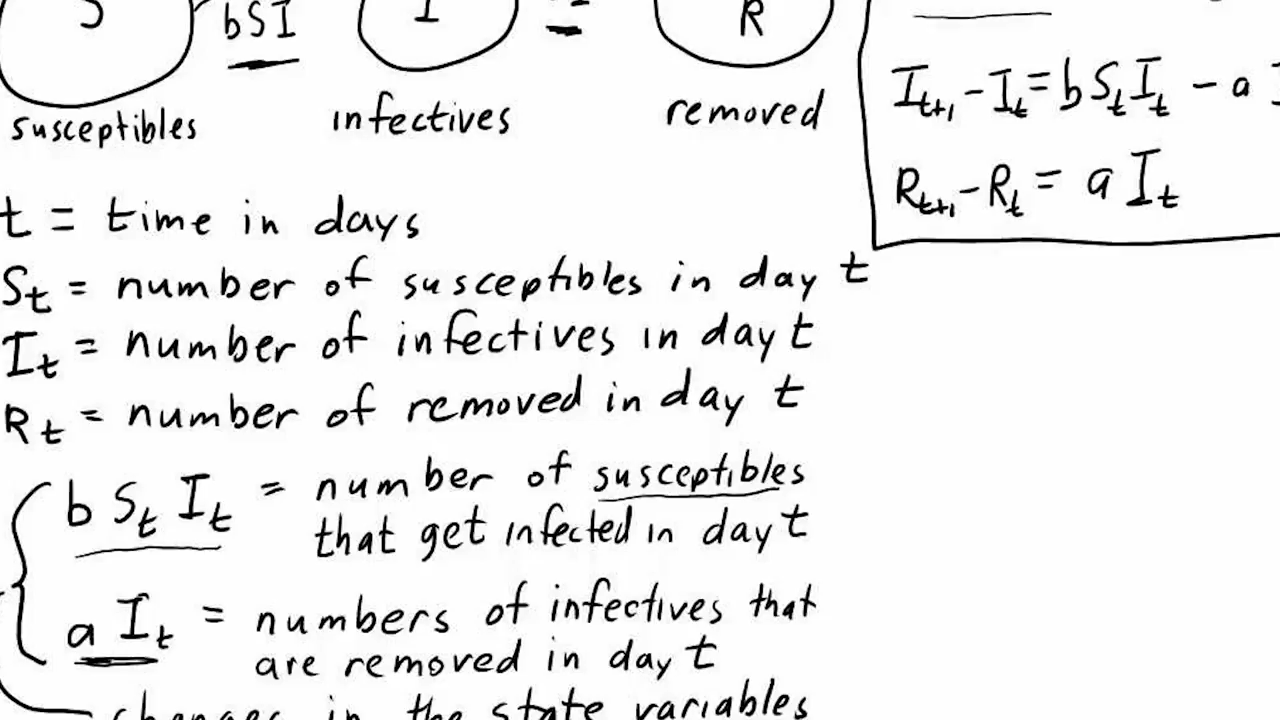 S bSI I R
susceptibles infectives removed
I_{t+1} - I_t = b S_t I_t - a I
R_{t+1} - R_t = a I_t
t = time in days
S_t = number of susceptibles in day t
I_t = number of infectives in day t
R_t = number of removed in day t
b S_t I_t = number of susceptibles
that get infected in day t
a I_t = numbers of infectives that
are removed in day t
changes in the state variables